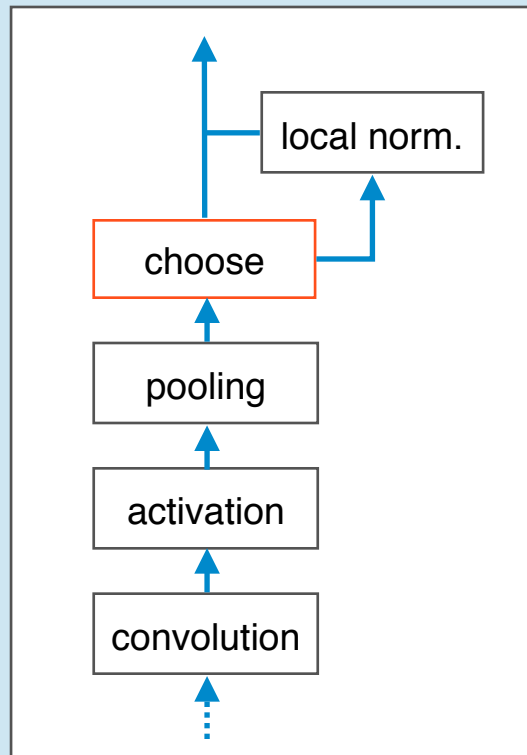 local norm.
choose
pooling
activation
convolution